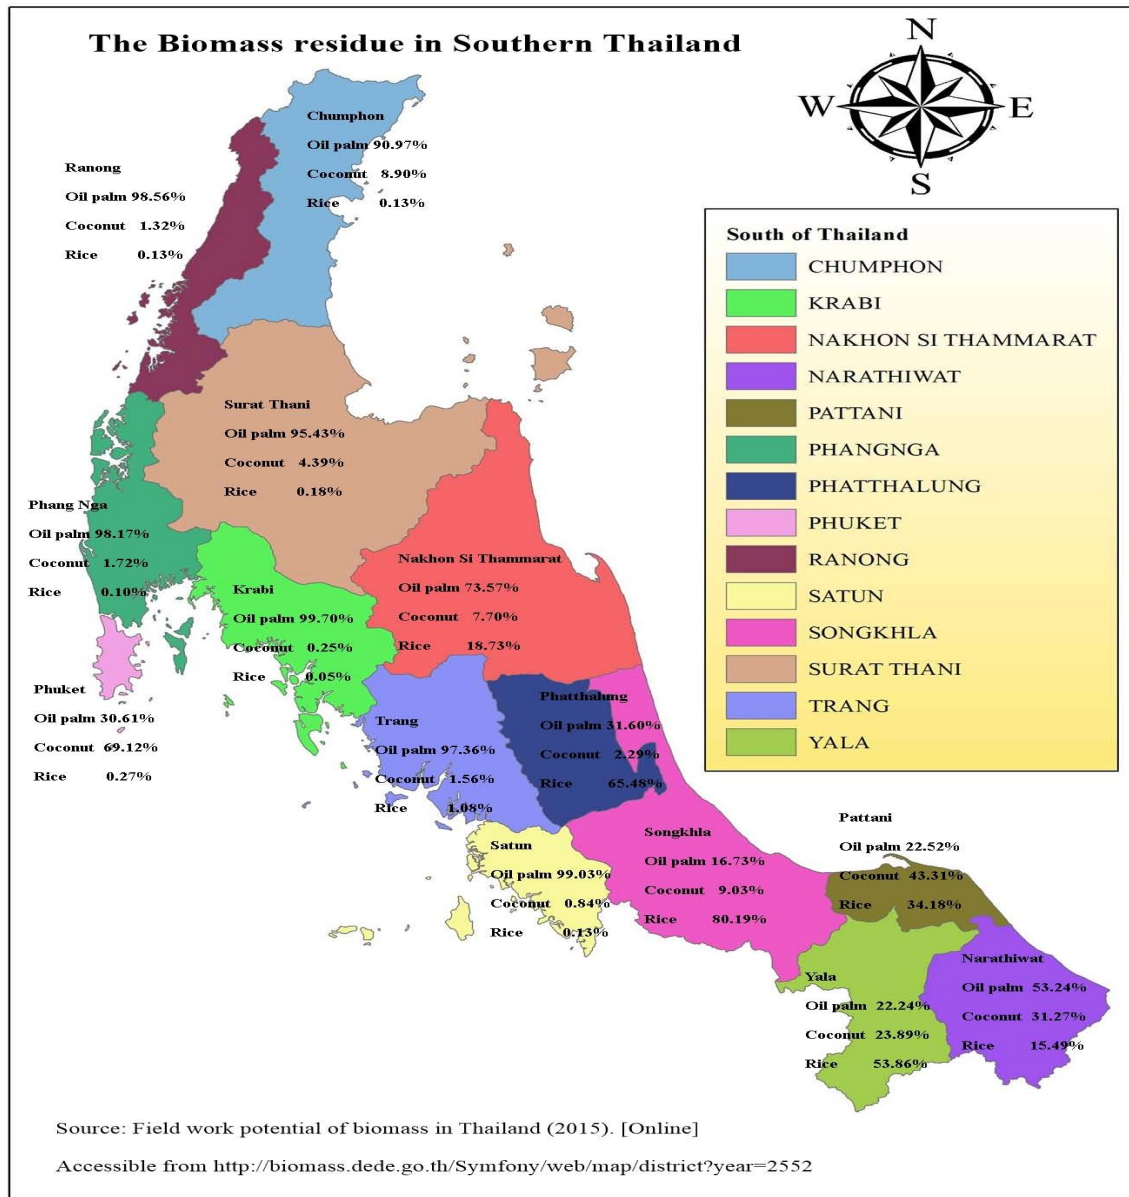 The Biomass residue in Southern Thailand
N
W
E
S
Chumphon
Oil palm 90.97%
Coconut 8.90%
Rice 0.13%
Ranong
Oil palm 98.56%
Coconut 1.32%
Rice 0.13%
South of Thailand
CHUMPHON
KRABI
NAKHON SI THAMMARAT
NARATHIWAT
PATTANI
PHANGNGA
PHATTHALUNG
PHUKET
RANONG
SATUN
SONGKHLA
SURAT THANI
TRANG
YALA
Surat Thani
Oil palm 95.43%
Coconut 4.39%
Rice 0.18%
Phang Nga
Oil palm 98.17%
Coconut 1.72%
Rice 0.10%
Krabi
Oil palm 99.70%
Coconut 0.25%
Rice 0.05%
Nakhon Si Thammarat
Oil palm 73.57%
Coconut 7.70%
Rice 18.73%
Phuket
Oil palm 30.61%
Coconut 69.12%
Rice 0.27%
Trang
Oil palm 97.36%
Coconut 1.56%
Rice 1.08%
Phatthalung
Oil palm 31.60%
Coconut 2.29%
Rice 65.48%
Satun
Oil palm 99.03%
Coconut 0.84%
Rice 0.13%
Songkhla
Oil palm 16.73%
Coconut 9.03%
Rice 80.19%
Pattani
Oil palm 22.52%
Coconut 43.31%
Rice 34.18%
Yala
Oil palm 22.24%
Coconut 23.89%
Rice 53.86%
Narathiwat
Oil palm 53.24%
Coconut 31.27%
Rice 15.49%
Source: Field work potential of biomass in Thailand (2015). [Online]
Accessible from http://biomass.dede.go.th/Symfony/web/map/district?year=2552